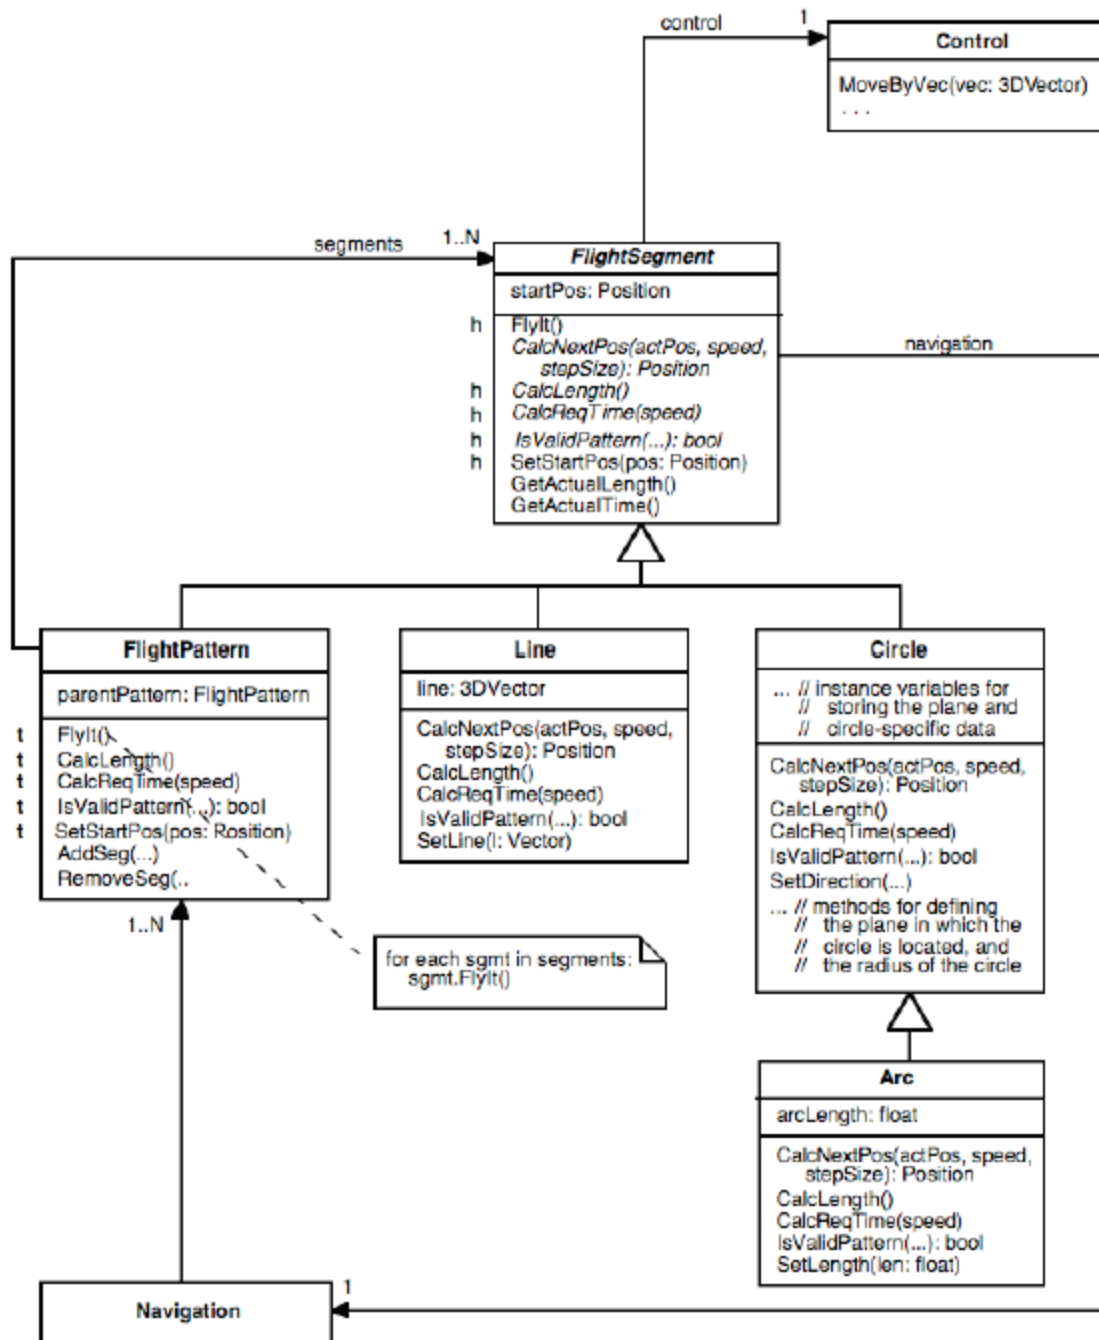 control
1
Control
MoveByVec(vec: 3DVector)
. . .
segments
1..N
FlightSegment
startPos: Position
h FlyIt()
CalcNextPos(actPos, speed,
stepSize): Position
h CalcLength()
h CalcReqTime(speed)
h IsValidPattern(...): bool
h SetStartPos(pos: Position)
GetActualLength()
GetActualTime()
navigation
FlightPattern
parentPattern: FlightPattern
t FlyIt()
t CalcLength()
t CalcReqTime(speed)
t IsValidPattern(...): bool
t SetStartPos(pos: Position)
AddSeg(...)
RemoveSeg(..
1..N
Line
line: 3DVector
CalcNextPos(actPos, speed,
stepSize): Position
CalcLength()
CalcReqTime(speed)
IsValidPattern(...): bool
SetLine(l: Vector)
Circle
... // instance variables for
// storing the plane and
// circle-specific data
CalcNextPos(actPos, speed,
stepSize): Position
CalcLength()
CalcReqTime(speed)
IsValidPattern(...): bool
SetDirection(...)
... // methods for defining
// the plane in which the
// circle is located, and
// the radius of the circle
for each sgmt in segments:
sgmt.FlyIt()
Arc
arcLength: float
CalcNextPos(actPos, speed,
stepSize): Position
CalcLength()
CalcReqTime(speed)
IsValidPattern(...): bool
SetLength(len: float)
Navigation
1